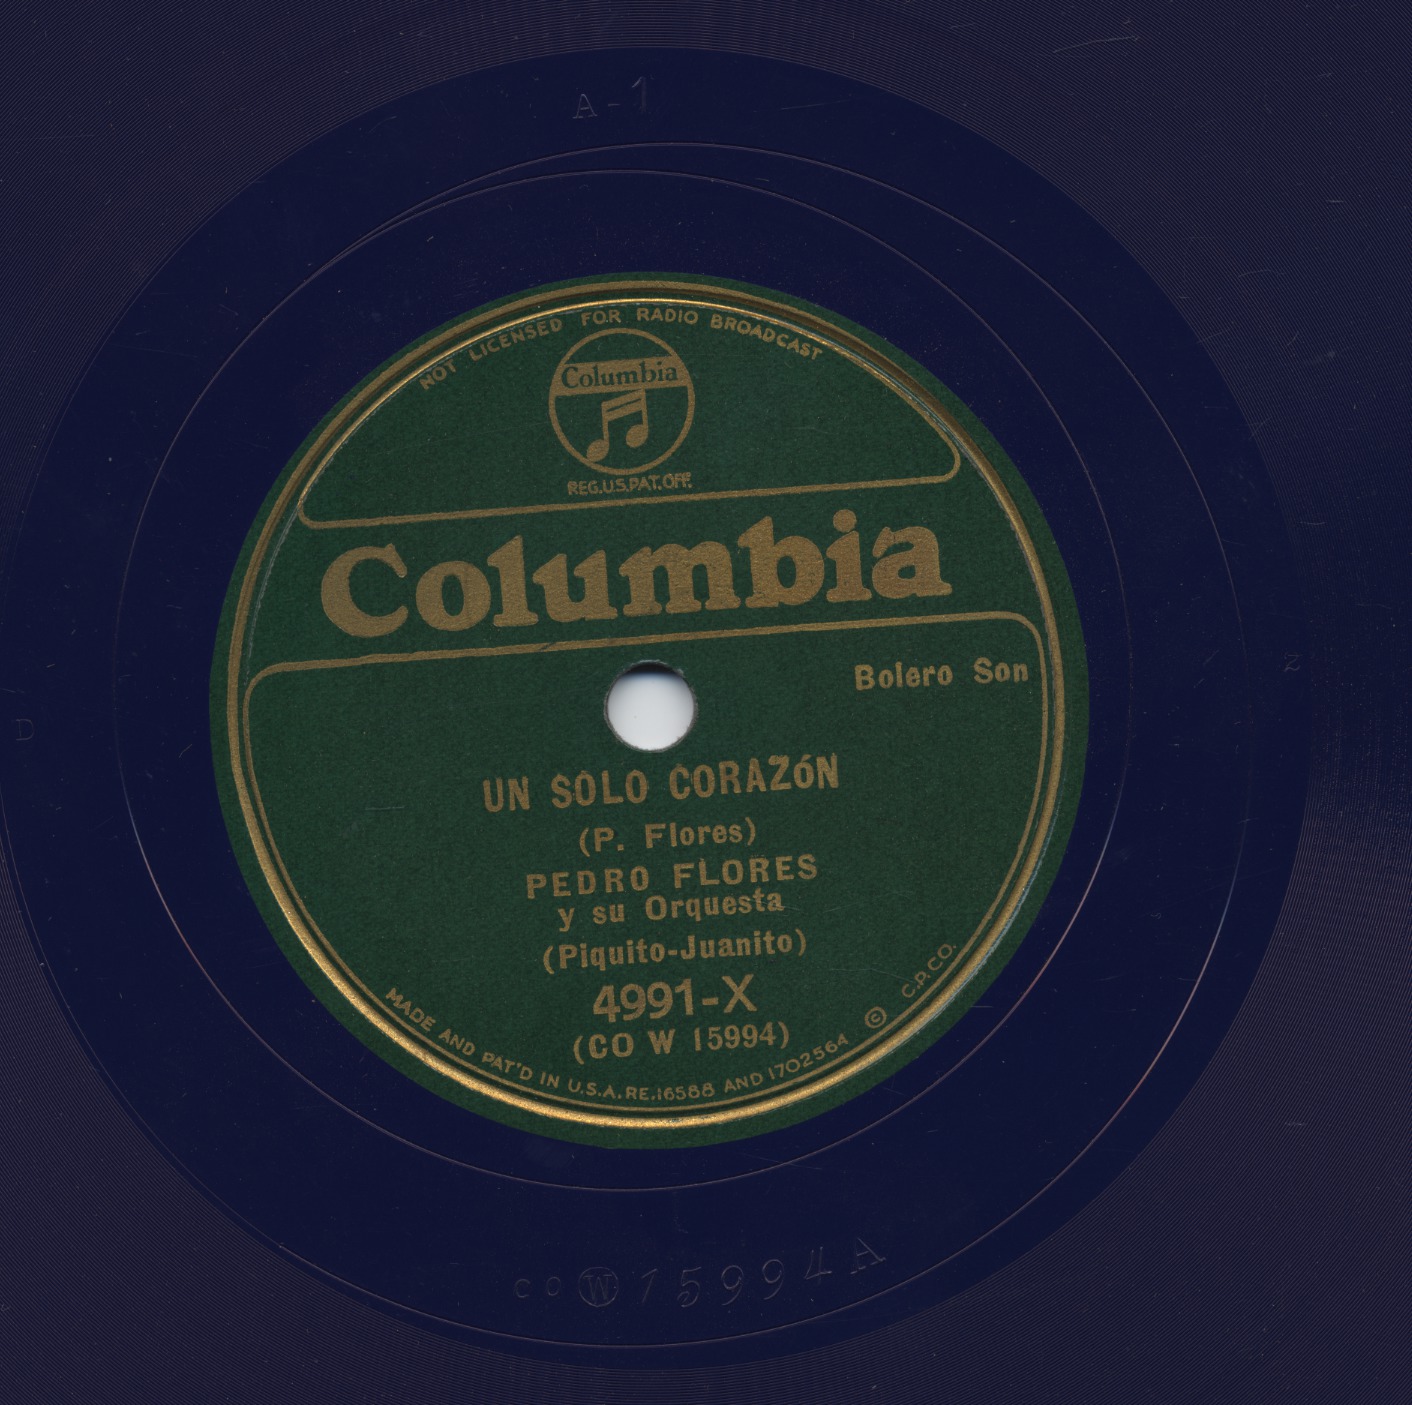 A-1
NOT LICENSED FOR RADIO BROADCAST
Columbia
REG.U.S.PAT.OFF.
Columbia
Bolero Son
UN SOLO CORAZÓN
(P. Flores)
PEDRO FLORES
y su Orquesta
(Piquito-Juanito)
4991-X
(CO W 15994)
MADE AND PAT'D IN U.S.A. RE.16588 AND 1702564 © C.P.CO.
D
Z
CO W 15994A